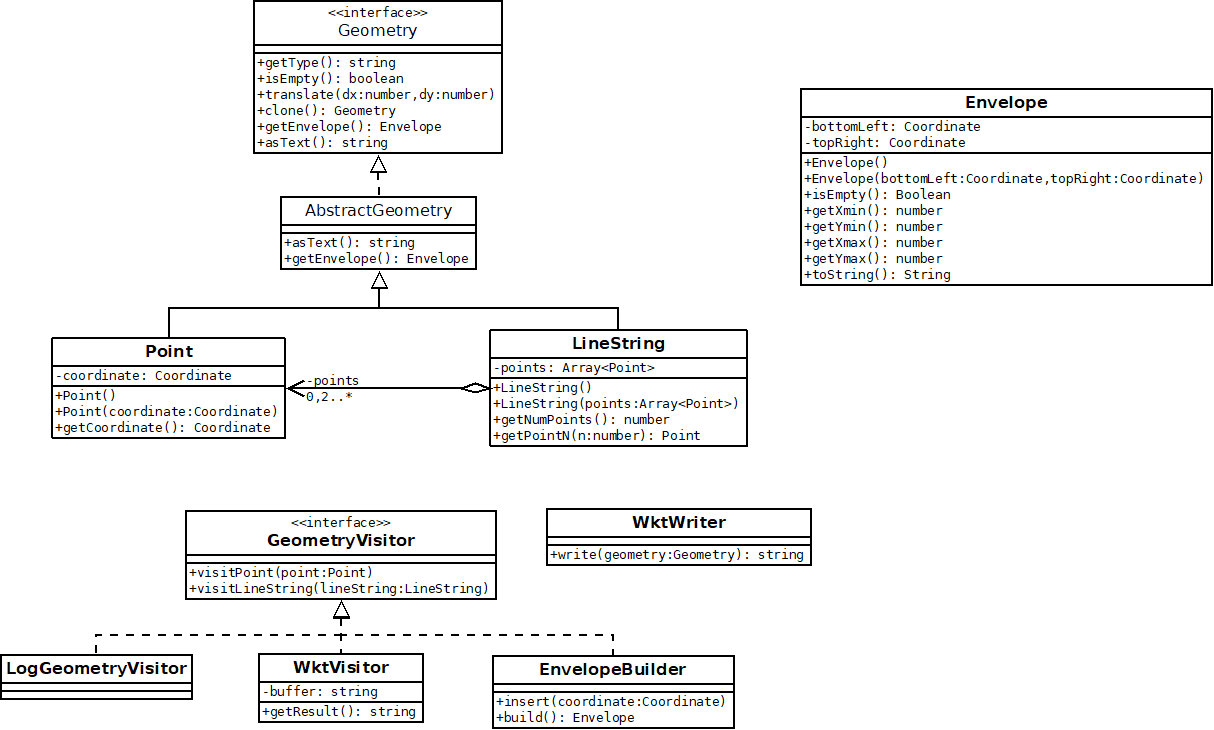 <<interface>>
Geometry
+getType(): string
+isEmpty(): boolean
+translate(dx:number,dy:number)
+clone(): Geometry
+getEnvelope(): Envelope
+asText(): string
Envelope
-bottomLeft: Coordinate
-topRight: Coordinate
+Envelope()
+Envelope(bottomLeft:Coordinate,topRight:Coordinate)
+isEmpty(): Boolean
+getXmin(): number
+getYmin(): number
+getXmax(): number
+getYmax(): number
+toString(): String
AbstractGeometry
+asText(): string
+getEnvelope(): Envelope
Point
-coordinate: Coordinate
+Point()
+Point(coordinate:Coordinate)
+getCoordinate(): Coordinate
-points
0,2..*
LineString
-points: Array<Point>
+LineString()
+LineString(points:Array<Point>)
+getNumPoints(): number
+getPointN(n:number): Point
<<interface>>
GeometryVisitor
+visitPoint(point:Point)
+visitLineString(lineString:LineString)
WktWriter
+write(geometry:Geometry): string
LogGeometryVisitor
WktVisitor
-buffer: string
+getResult(): string
EnvelopeBuilder
+insert(coordinate:Coordinate)
+build(): Envelope